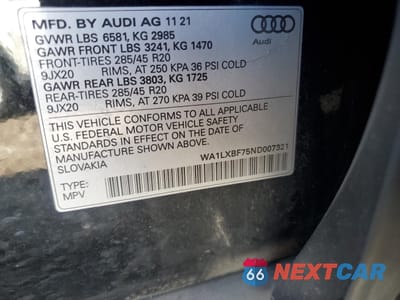 MFD. BY AUDI AG 11 21
GVWR LBS 6581, KG 2985
GAWR FRONT LBS 3241, KG 1470
FRONT-TIRES 285/45 R20
9JX20 RIMS, AT 250 KPA 36 PSI COLD
GAWR REAR LBS 3803, KG 1725
REAR-TIRES 285/45 R20
9JX20 RIMS, AT 270 KPA 39 PSI COLD
Audi
THIS VEHICLE CONFORMS TO ALL APPLICABLE
U.S. FEDERAL MOTOR VEHICLE SAFETY
STANDARDS IN EFFECT ON THE DATE OF
MANUFACTURE SHOWN ABOVE.
SLOVAKIA
WA1LXBF75ND007321
TYPE:
MPV
66 NEXTCAR